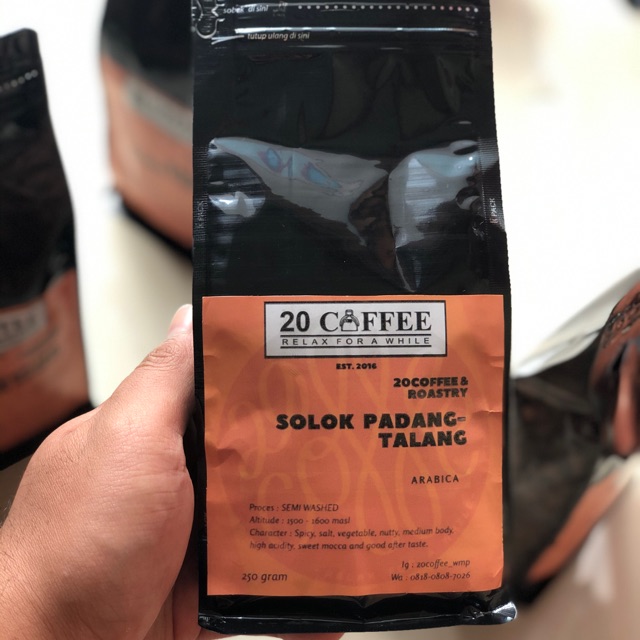 sobek di sini
tutup ulang di sini
20 COFFEE
RELAX FOR A WHILE
EST. 2016
20COFFEE &
ROASTRY
SOLOK PADANG-
TALANG
ARABICA
Proces : SEMI WASHED
Altitude : 1500 - 1600 masl
Character : Spicy, salt, vegetable, nutty, medium body,
high acidity, sweet mocca and good after taste.
Ig : 20coffee_wmp
250 gram
Wa : 0818-0808-7026